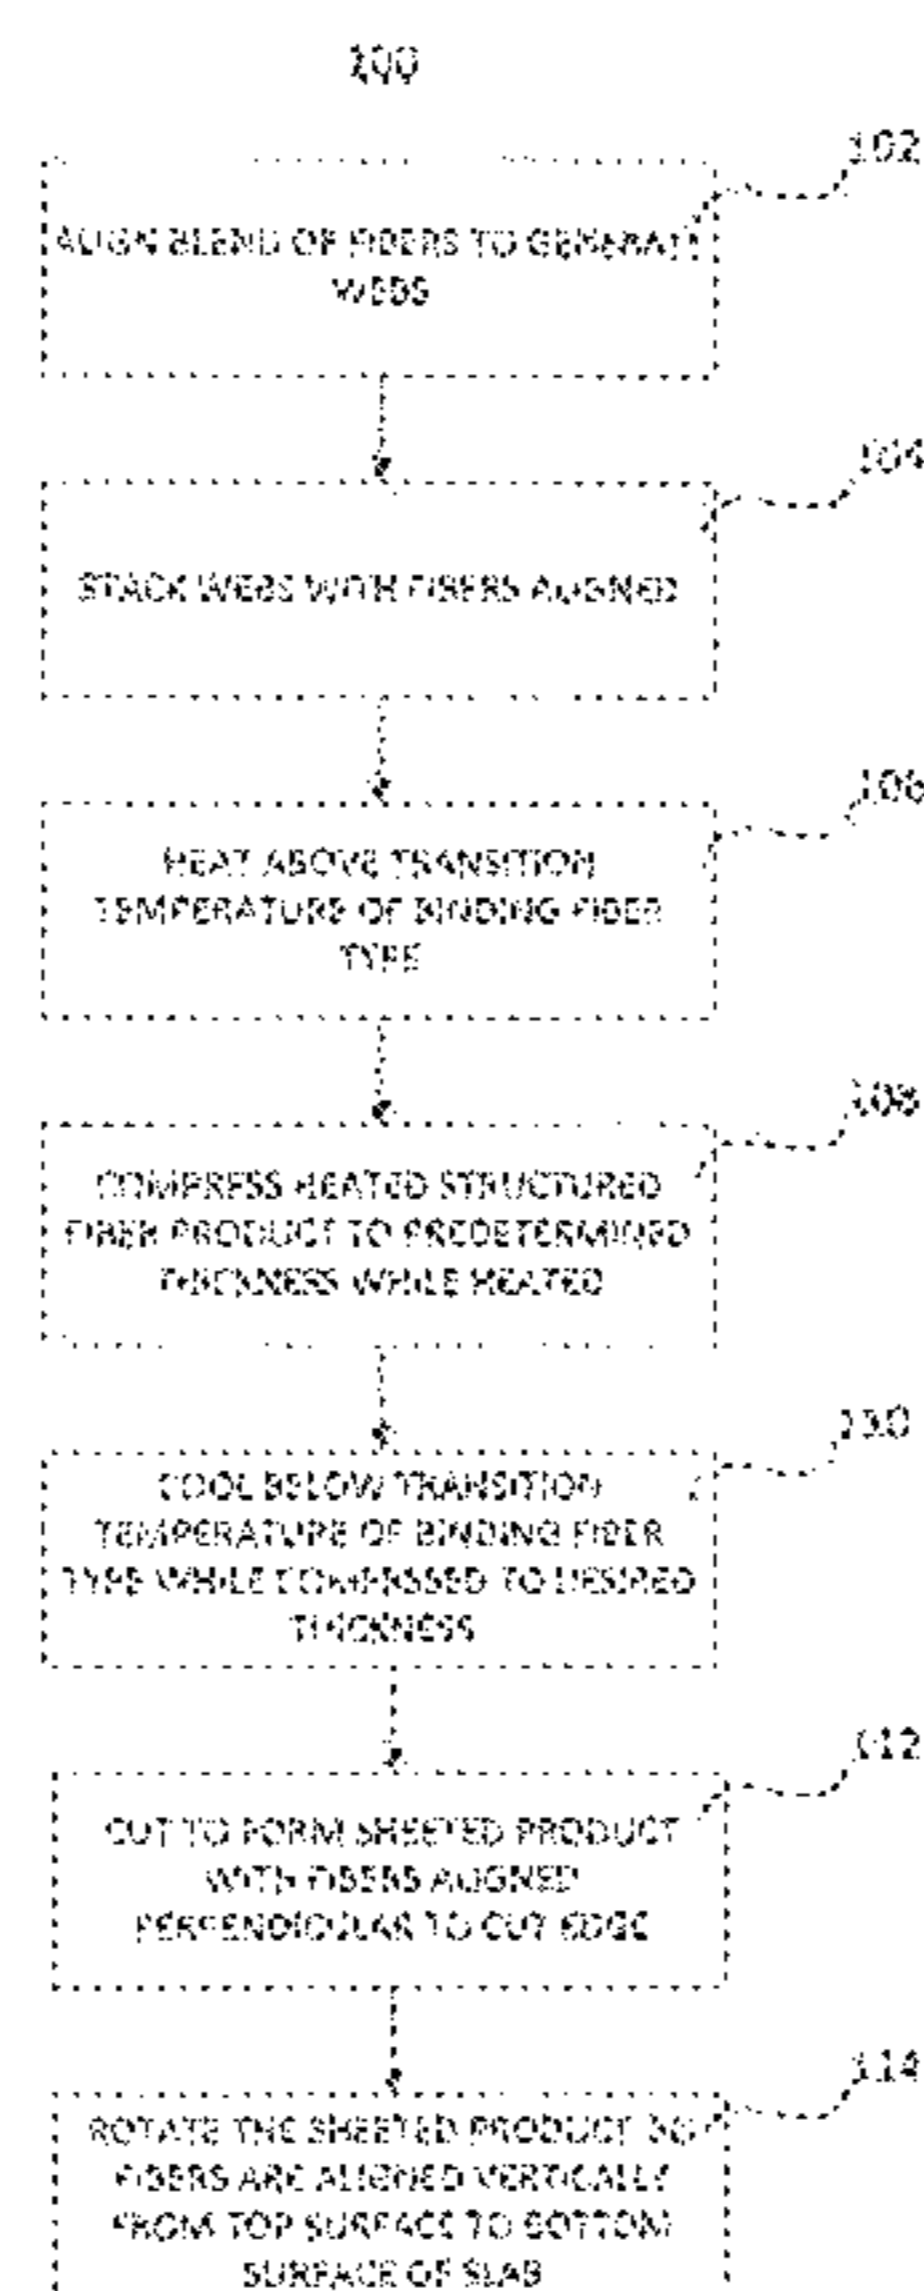 100
102
ALIGN BLEND OF FIBERS TO GENERATE
WEBS
104
STACK WEBS WITH FIBERS ALIGNED
106
HEAT ABOVE TRANSITION
TEMPERATURE OF BINDING FIBER
TYPE
108
COMPRESS HEATED STRUCTURED
FIBER PRODUCT TO PREDETERMINED
THICKNESS WHILE HEATED
110
COOL BELOW TRANSITION
TEMPERATURE OF BINDING FIBER
TYPE WHILE COMPRESSED TO DESIRED
THICKNESS
112
CUT TO FORM SHEETED PRODUCT
WITH FIBERS ALIGNED
PERPENDICULAR TO CUT EDGE
114
ROTATE THE SHEETED PRODUCT SO
FIBERS ARE ALIGNED VERTICALLY
FROM TOP SURFACE TO BOTTOM
SURFACE OF SLAB